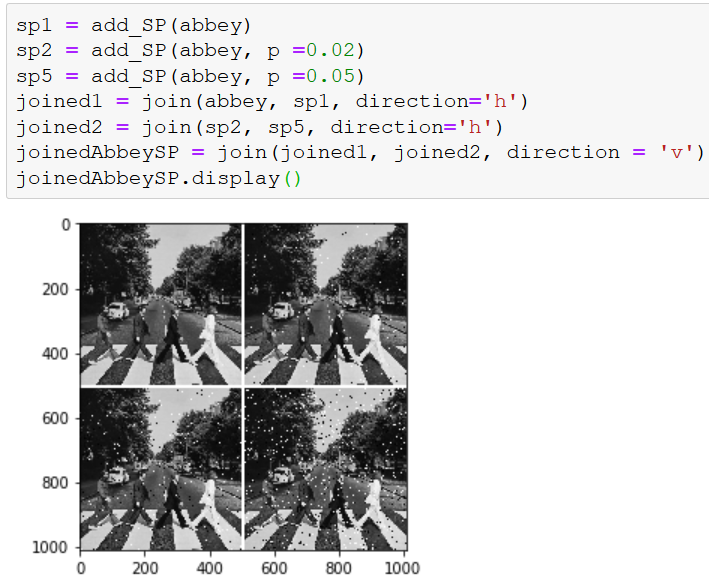 sp1 = add_SP(abbey)
sp2 = add_SP(abbey, p =0.02)
sp5 = add_SP(abbey, p =0.05)
joined1 = join(abbey, sp1, direction='h')
joined2 = join(sp2, sp5, direction='h')
joinedAbbeySP = join(joined1, joined2, direction = 'v')
joinedAbbeySP.display()
0
200
400
600
800
1000
0 200 400 600 800 1000